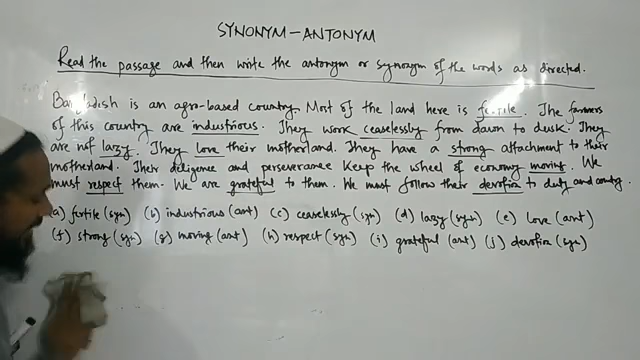 SYNONYM-ANTONYM
Read the passage and then write the antonym or synonym of the words as directed.
Bangladesh is an agro-based country. Most of the land here is fertile. The farmers
of this country are industrious. They work ceaselessly from dawn to dusk. They
are not lazy. They love their motherland. They have a strong attachment to their
motherland. Their diligence and perseverance keep the wheel of economy moving. We
must respect them. We are grateful to them. We must follow their devotion to duty and country.
(a) fertile (syn) (b) industrious (ant) (c) ceaselessly (syn) (d) lazy (syn) (e) love (ant)
(f) strong (syn) (g) moving (ant) (h) respect (syn) (i) grateful (ant) (j) devotion (syn)